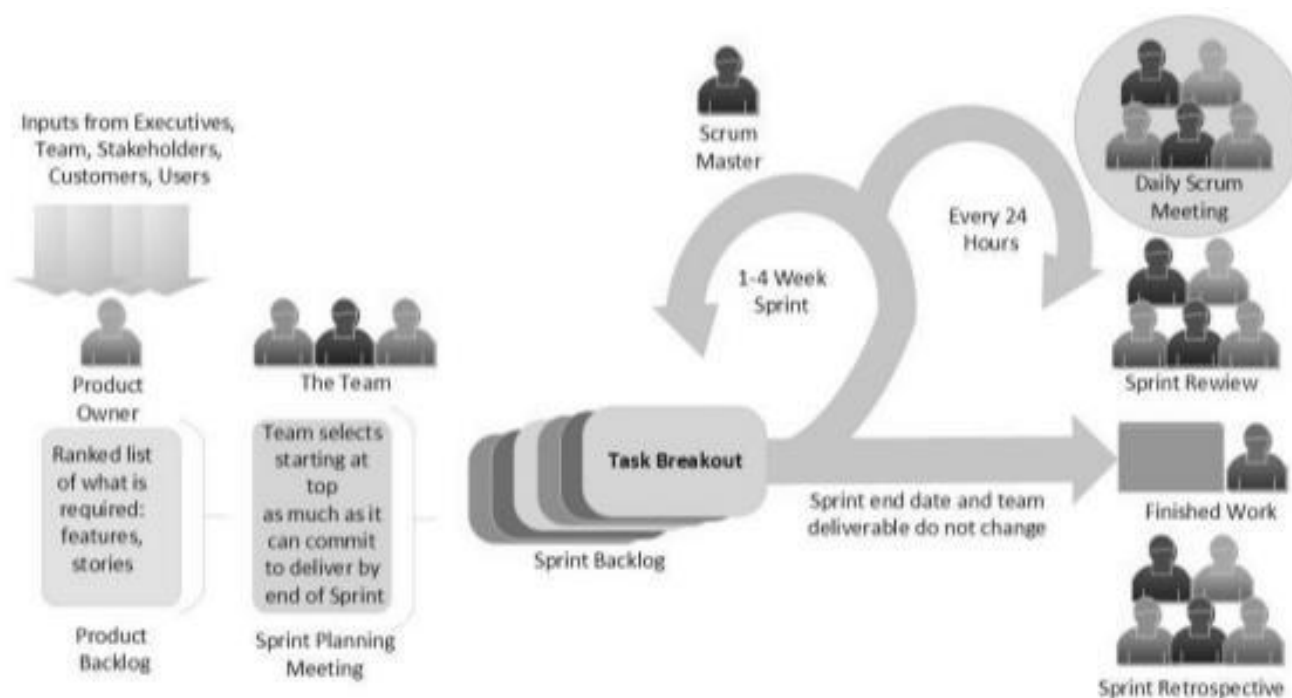 Inputs from Executives,
Team, Stakeholders,
Customers, Users
Product
Owner
Ranked list
of what is
required:
features,
stories
Product
Backlog
The Team
Team selects
starting at
top
as much as it
can commit
to deliver by
end of Sprint
Sprint Planning
Meeting
Task Breakout
Sprint Backlog
Scrum
Master
1-4 Week
Sprint
Every 24
Hours
Sprint end date and team
deliverable do not change
Daily Scrum
Meeting
Sprint Rewiew
Finished Work
Sprint Retrospective